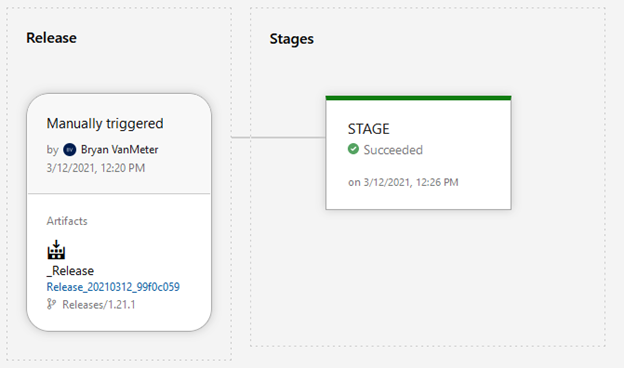 Release
Manually triggered
by BV Bryan VanMeter
3/12/2021, 12:20 PM
Artifacts
_Release
Release_20210312_99f0c059
Releases/1.21.1
Stages
STAGE
Succeeded
on 3/12/2021, 12:26 PM